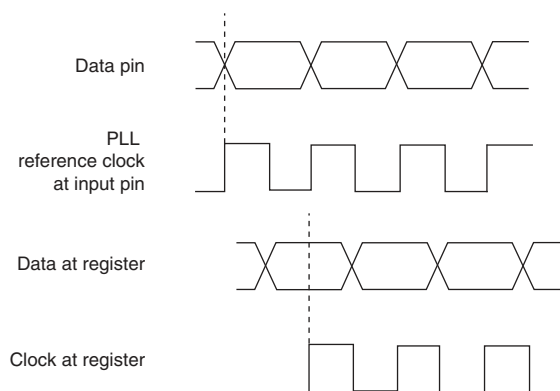 Data pin
PLL
reference clock
at input pin
Data at register
Clock at register